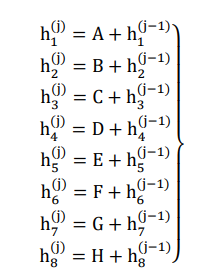 h₁⁽ʲ⁾ = A + h₁⁽ʲ⁻¹⁾
h₂⁽ʲ⁾ = B + h₂⁽ʲ⁻¹⁾
h₃⁽ʲ⁾ = C + h₃⁽ʲ⁻¹⁾
h₄⁽ʲ⁾ = D + h₄⁽ʲ⁻¹⁾
h₅⁽ʲ⁾ = E + h₅⁽ʲ⁻¹⁾
h₆⁽ʲ⁾ = F + h₆⁽ʲ⁻¹⁾
h₇⁽ʲ⁾ = G + h₇⁽ʲ⁻¹⁾
h₈⁽ʲ⁾ = H + h₈⁽ʲ⁻¹⁾